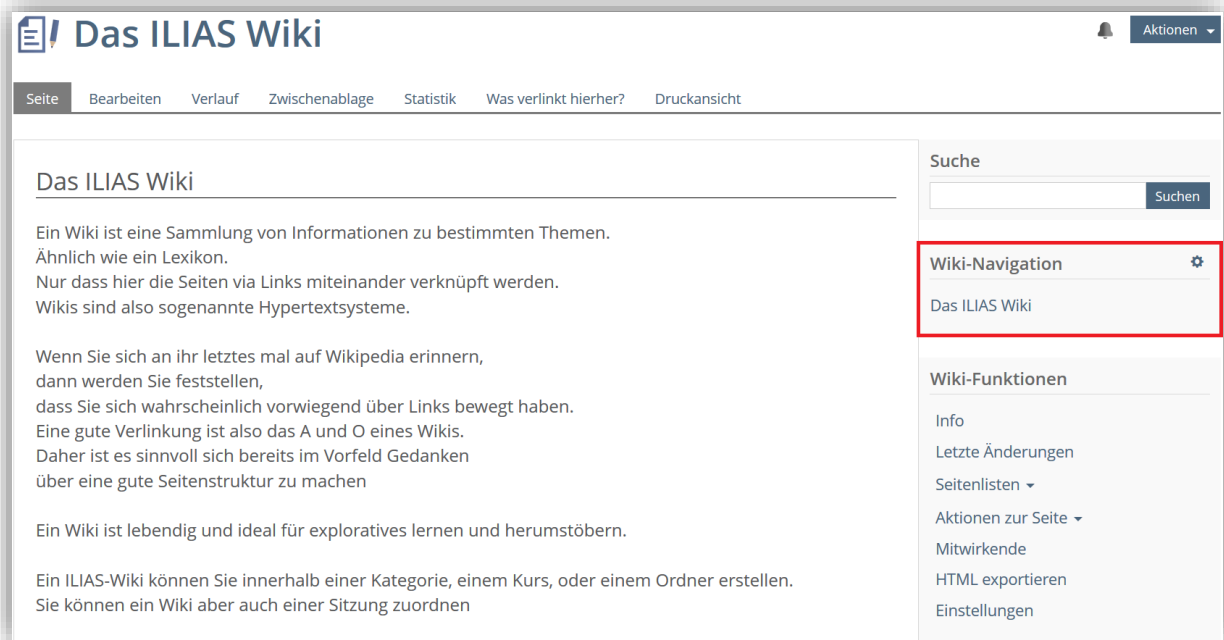 Das ILIAS Wiki
Aktionen
Seite Bearbeiten Verlauf Zwischenablage Statistik Was verlinkt hierher? Druckansicht
Das ILIAS Wiki
Ein Wiki ist eine Sammlung von Informationen zu bestimmten Themen.
Ähnlich wie ein Lexikon.
Nur dass hier die Seiten via Links miteinander verknüpft werden.
Wikis sind also sogenannte Hypertextsysteme.
Wenn Sie sich an ihr letztes mal auf Wikipedia erinnern,
dann werden Sie feststellen,
dass Sie sich wahrscheinlich vorwiegend über Links bewegt haben.
Eine gute Verlinkung ist also das A und O eines Wikis.
Daher ist es sinnvoll sich bereits im Vorfeld Gedanken
über eine gute Seitenstruktur zu machen
Ein Wiki ist lebendig und ideal für exploratives lernen und herumstöbern.
Ein ILIAS-Wiki können Sie innerhalb einer Kategorie, einem Kurs, oder einem Ordner erstellen.
Sie können ein Wiki aber auch einer Sitzung zuordnen
Suche
Suchen
Wiki-Navigation
Das ILIAS Wiki
Wiki-Funktionen
Info
Letzte Änderungen
Seitenlisten
Aktionen zur Seite
Mitwirkende
HTML exportieren
Einstellungen